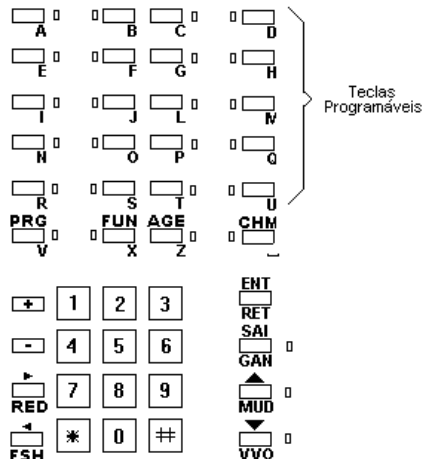 A B C D
E F G H
I J L M
Teclas
Programáveis
N O P Q
R S T U
PRG FUN AGE CHM
V X Z
+ 1 2 3 ENT
RET
- 4 5 6 SAI
GAN
RED 7 8 9 MUD
FSH * 0 # VVO